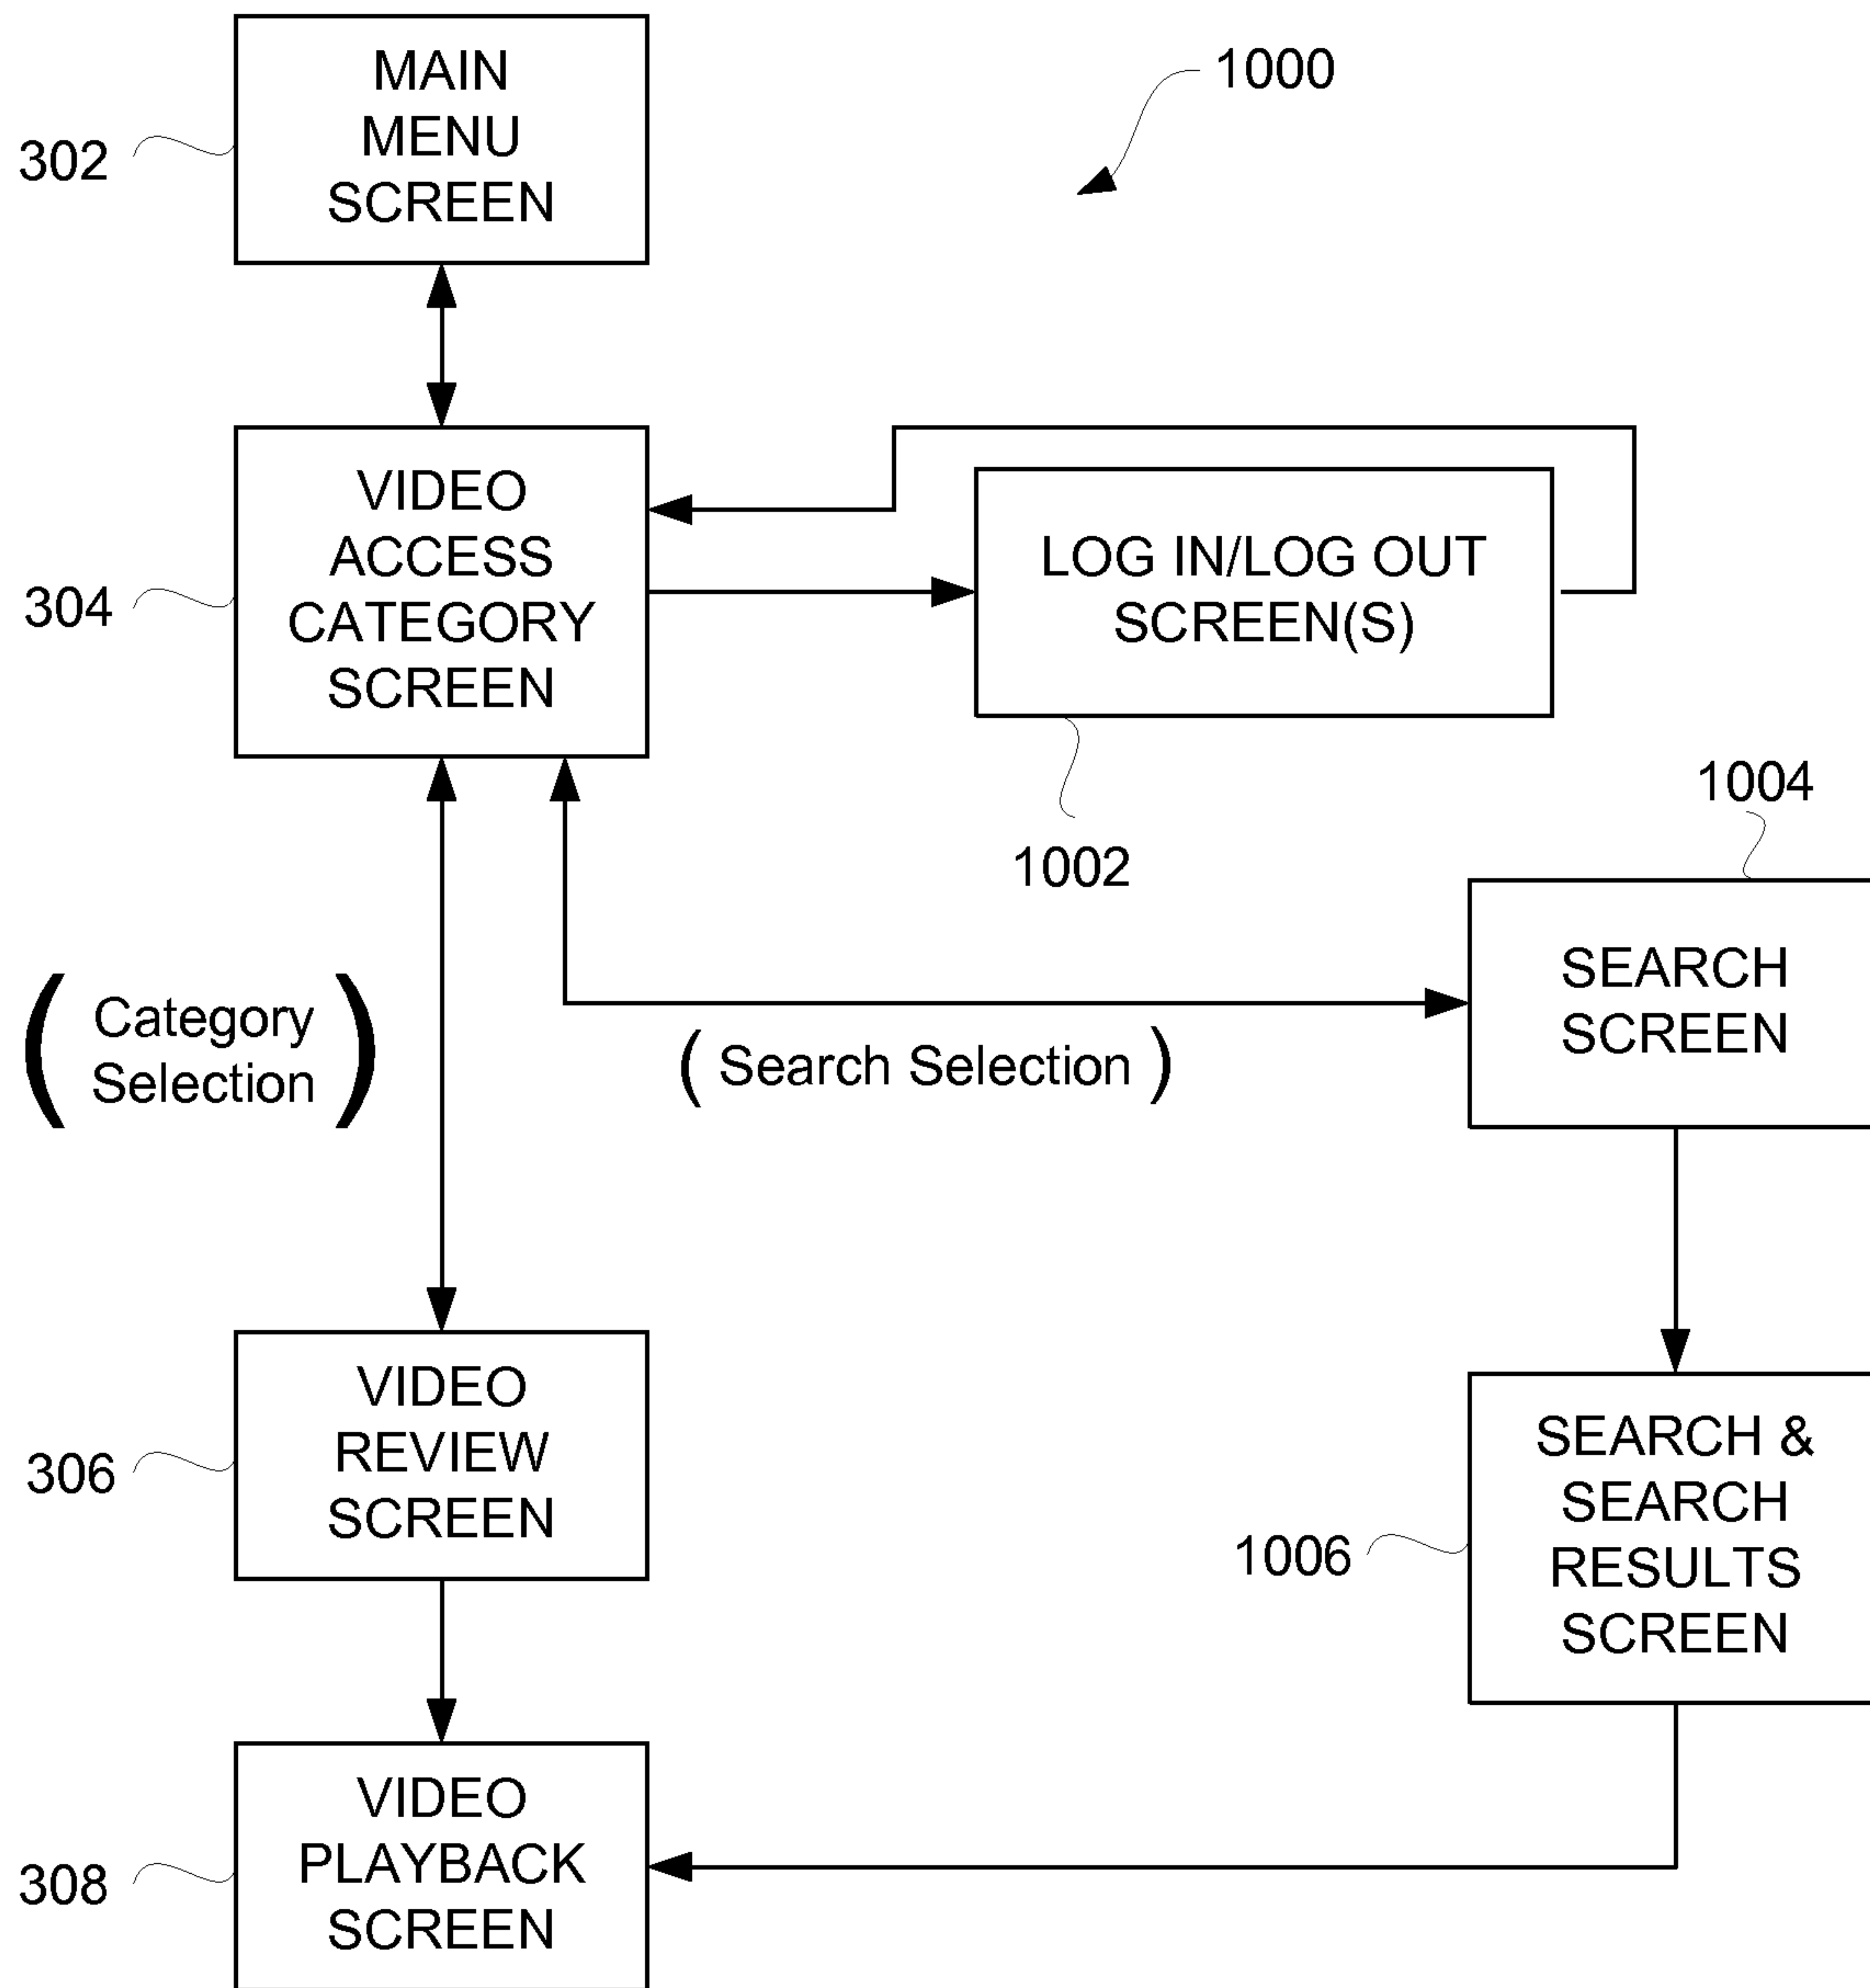 MAIN
MENU
SCREEN
302
1000
VIDEO
ACCESS
CATEGORY
SCREEN
304
LOG IN/LOG OUT
SCREEN(S)
1002
1004
SEARCH
SCREEN
( Category
Selection )
( Search Selection )
VIDEO
REVIEW
SCREEN
306
SEARCH &
SEARCH
RESULTS
SCREEN
1006
VIDEO
PLAYBACK
SCREEN
308